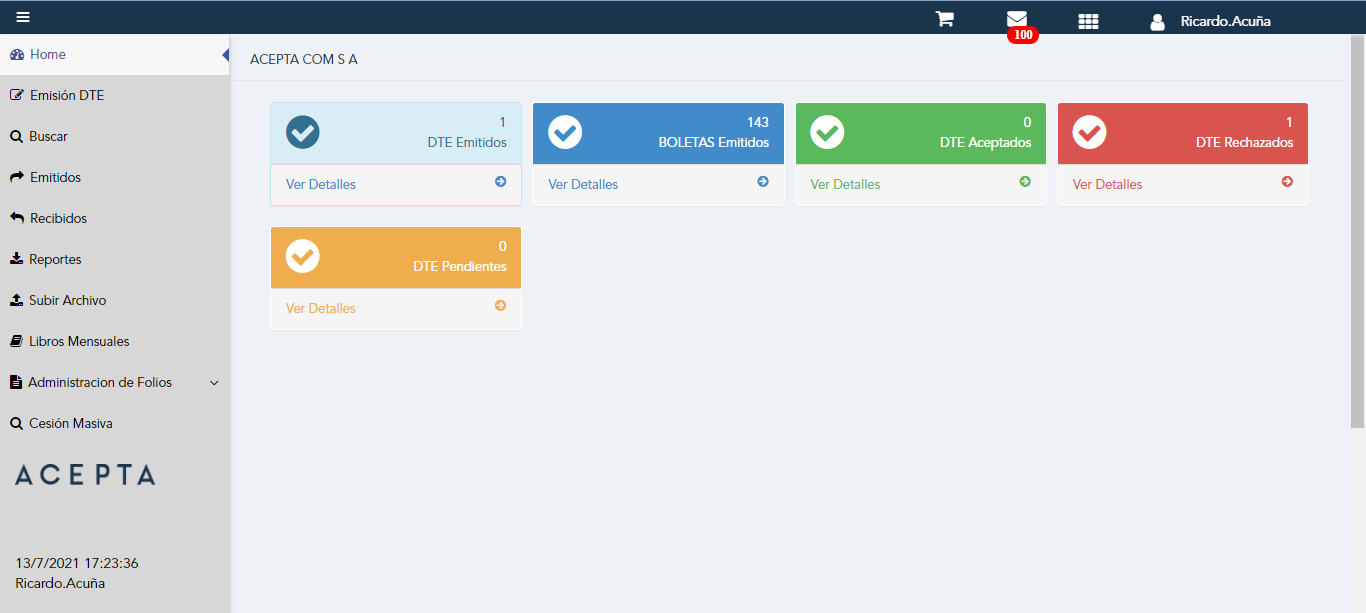 100
Ricardo.Acuña
Home
Emisión DTE
Buscar
Emitidos
Recibidos
Reportes
Subir Archivo
Libros Mensuales
Administracion de Folios
Cesión Masiva
ACEPTA
13/7/2021 17:23:36
Ricardo.Acuña
ACEPTA COM S A
1
DTE Emitidos
Ver Detalles
143
BOLETAS Emitidos
Ver Detalles
0
DTE Aceptados
Ver Detalles
1
DTE Rechazados
Ver Detalles
0
DTE Pendientes
Ver Detalles